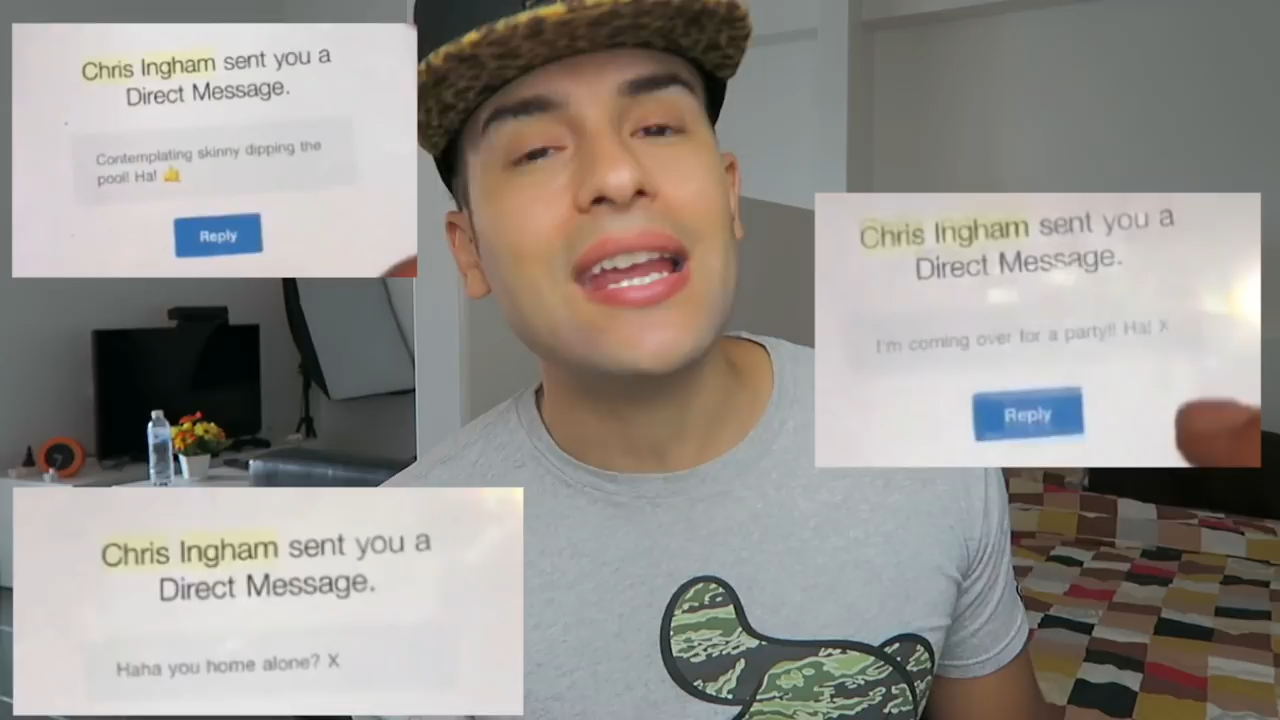 Chris Ingham sent you a
Direct Message.
Contemplating skinny dipping the
pool! Ha! 🤙
Reply
Chris Ingham sent you a
Direct Message.
I'm coming over for a party!! Ha! X
Reply
Chris Ingham sent you a
Direct Message.
Haha you home alone? X